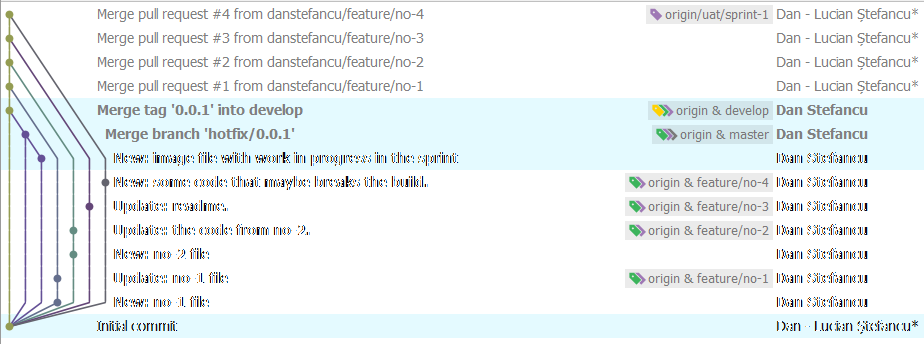 Merge pull request #4 from danstefancu/feature/no-4 origin/uat/sprint-1 Dan - Lucian Ștefancu*
Merge pull request #3 from danstefancu/feature/no-3 Dan - Lucian Ștefancu*
Merge pull request #2 from danstefancu/feature/no-2 Dan - Lucian Ștefancu*
Merge pull request #1 from danstefancu/feature/no-1 Dan - Lucian Ștefancu*
Merge tag '0.0.1' into develop origin & develop Dan Stefancu
Merge branch 'hotfix/0.0.1' origin & master Dan Stefancu
New: image file with work in progress in the sprint Dan Stefancu
New: some code that maybe breaks the build. origin & feature/no-4 Dan Stefancu
Update: readme. origin & feature/no-3 Dan Stefancu
Update: the code from no-2. origin & feature/no-2 Dan Stefancu
New: no-2 file Dan Stefancu
Update: no-1 file origin & feature/no-1 Dan Stefancu
New: no-1 file Dan Stefancu
Initial commit Dan - Lucian Ștefancu*